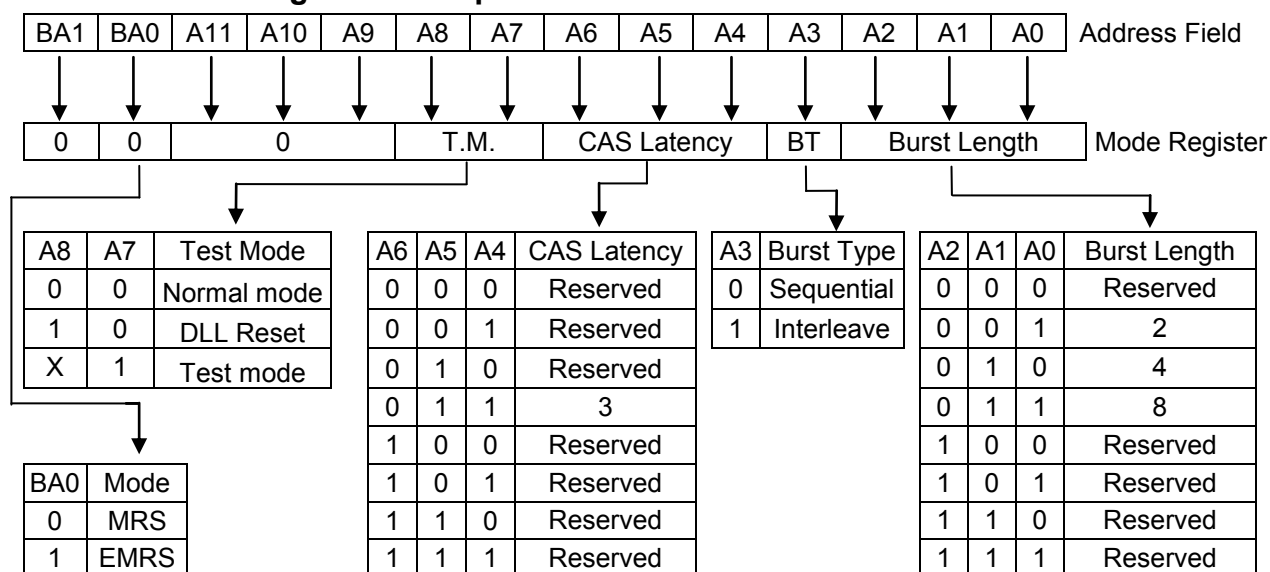 BA1 BA0 A11 A10 A9 A8 A7 A6 A5 A4 A3 A2 A1 A0 Address Field
0 0 0 T.M. CAS Latency BT Burst Length Mode Register
A8 A7 Test Mode
0 0 Normal mode
1 0 DLL Reset
X 1 Test mode
BA0 Mode
0 MRS
1 EMRS
A6 A5 A4 CAS Latency
0 0 0 Reserved
0 0 1 Reserved
0 1 0 Reserved
0 1 1 3
1 0 0 Reserved
1 0 1 Reserved
1 1 0 Reserved
1 1 1 Reserved
A3 Burst Type
0 Sequential
1 Interleave
A2 A1 A0 Burst Length
0 0 0 Reserved
0 0 1 2
0 1 0 4
0 1 1 8
1 0 0 Reserved
1 0 1 Reserved
1 1 0 Reserved
1 1 1 Reserved